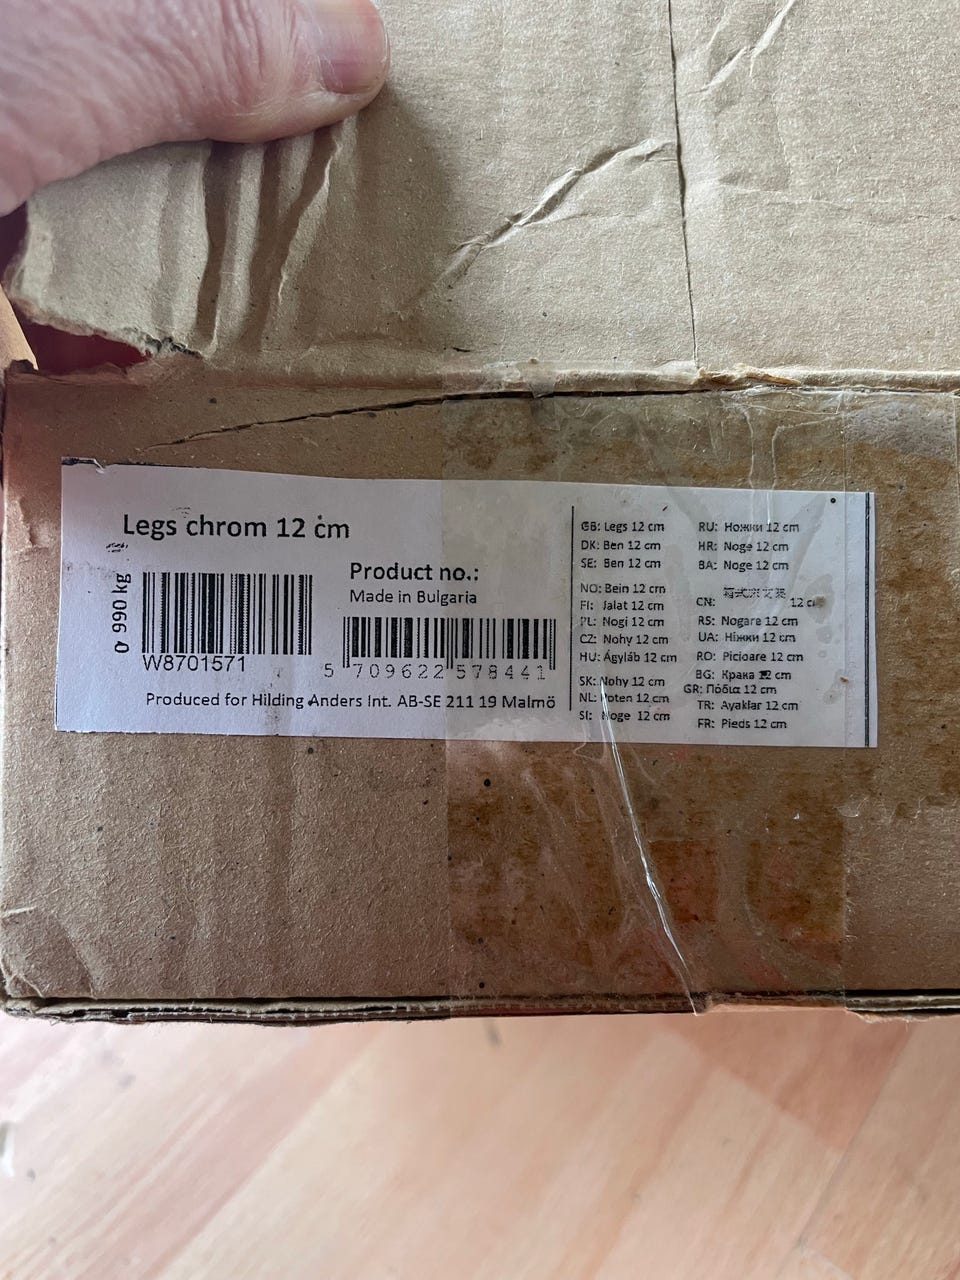 Legs chrom 12 cm
0 990 kg
W8701571
Product no.:
Made in Bulgaria
5 709622 578441
Produced for Hilding Anders Int. AB-SE 211 19 Malmö
GB: Legs 12 cm
DK: Ben 12 cm
SE: Ben 12 cm
NO: Bein 12 cm
FI: Jalat 12 cm
PL: Nogi 12 cm
CZ: Nohy 12 cm
HU: Ágyláb 12 cm
SK: Nohy 12 cm
NL: Poten 12 cm
SI: Noge 12 cm
RU: Ножки 12 cm
HR: Noge 12 cm
BA: Noge 12 cm
CN: 12 cm
RS: Nogare 12 cm
UA: Ніжки 12 cm
RO: Picioare 12 cm
BG: Крака 12 cm
GR: Πόδια 12 cm
TR: Ayaklar 12 cm
FR: Pieds 12 cm